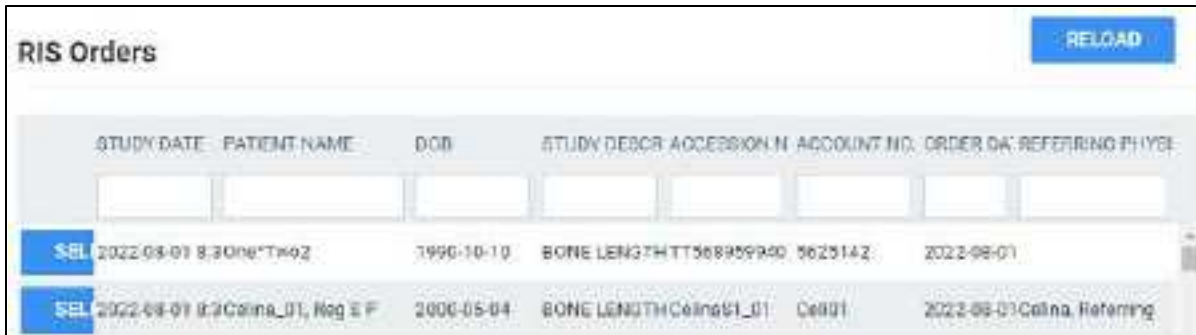 RIS Orders RELOAD
STUDY DATE PATIENT NAME DOB STUDY DESCR ACCESSION N ACCOUNT NO. ORDER DA REFERRING PHYSI
SEL 2022-08-01 8:3 One^Two2 1990-10-10 BONE LENGTH TT568959940 5625142 2022-08-01
SEL 2022-08-01 8:3 Celina_01, Reg E F 2000-05-04 BONE LENGTH 2022-08-01 Celina, Referring